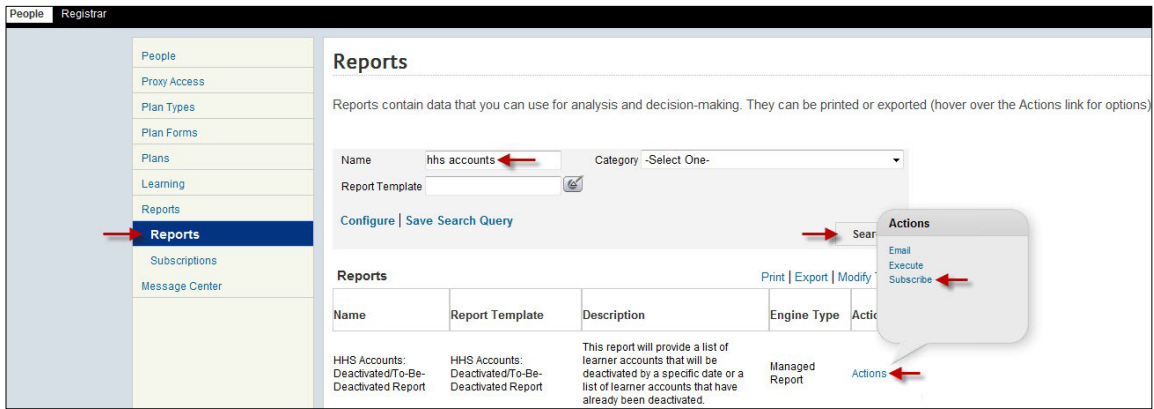 People Registrar
People
Proxy Access
Plan Types
Plan Forms
Plans
Learning
Reports
Reports
Subscriptions
Message Center
Reports
Reports contain data that you can use for analysis and decision-making. They can be printed or exported (hover over the Actions link for options)
Name hhs accounts Category -Select One-
Report Template
Configure | Save Search Query
Sear
Actions
Email
Execute
Subscribe
Reports Print | Export | Modify T
Name Report Template Description Engine Type Actio
HHS Accounts:
Deactivated/To-Be-
Deactivated Report
HHS Accounts:
Deactivated/To-Be-
Deactivated Report
This report will provide a list of
learner accounts that will be
deactivated by a specific date or a
list of learner accounts that have
already been deactivated.
Managed
Report
Actions